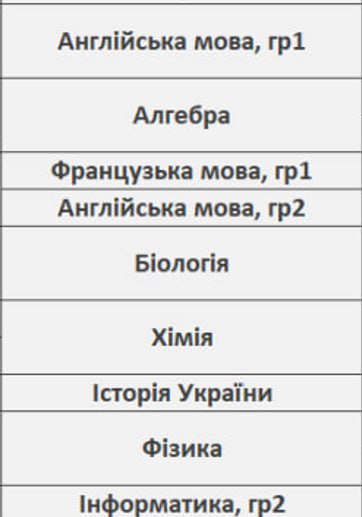 Англійська мова, гр1
Алгебра
Французька мова, гр1
Англійська мова, гр2
Біологія
Хімія
Історія України
Фізика
Інформатика, гр2